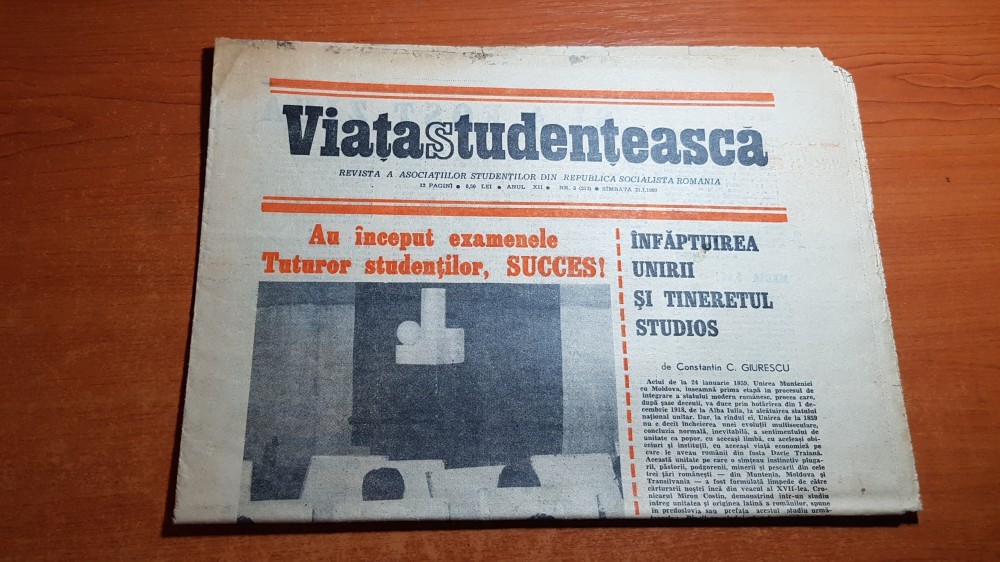 Viața studențească
REVISTA A ASOCIAȚIILOR STUDENȚILOR DIN REPUBLICA SOCIALISTA ROMANIA
12 PAGINI ● 0,50 LEI ● ANUL XII ● NR. ● SÎMBATA
Au început examenele
Tuturor studenților, SUCCES!
ÎNFĂPTUIREA
UNIRII
ȘI TINERETUL
STUDIOS
de Constantin C. GIURESCU
Actul de la 24 ianuarie 1859, Unirea Munteniei
cu Moldova, înseamnă prima etapă în procesul de
integrare a statului modern românesc, proces care,
după șase decenii, va duce prin hotărîrea din 1 de-
cembrie 1918, de la Alba Iulia, la alcătuirea statului
național unitar. Dar, la rîndul ei, Unirea de la 1859
nu e decît încheierea unei evoluții multiseculare,
concluzia normală, inevitabilă, a sentimentului de
unitate ca popor, cu aceeași limbă, cu aceleași obi-
ceiuri și instituții, cu aceeași viață economică pe
care le aveau românii din fosta Dacie Traiană.
Această unitate pe care o simțeau instinctiv pluga-
rii, păstorii, podgorenii, minerii și pescarii din cele
trei țări românești — din Muntenia, Moldova și
Transilvania — a fost formulată limpede de către
cărturarii noștri încă din veacul al XVII-lea. Cro-
nicarul Miron Costin, demonstrînd într-un studiu
întreg unitatea și originea latină a românilor, spune
în predoslovia sau prefața acestui studiu urmă-